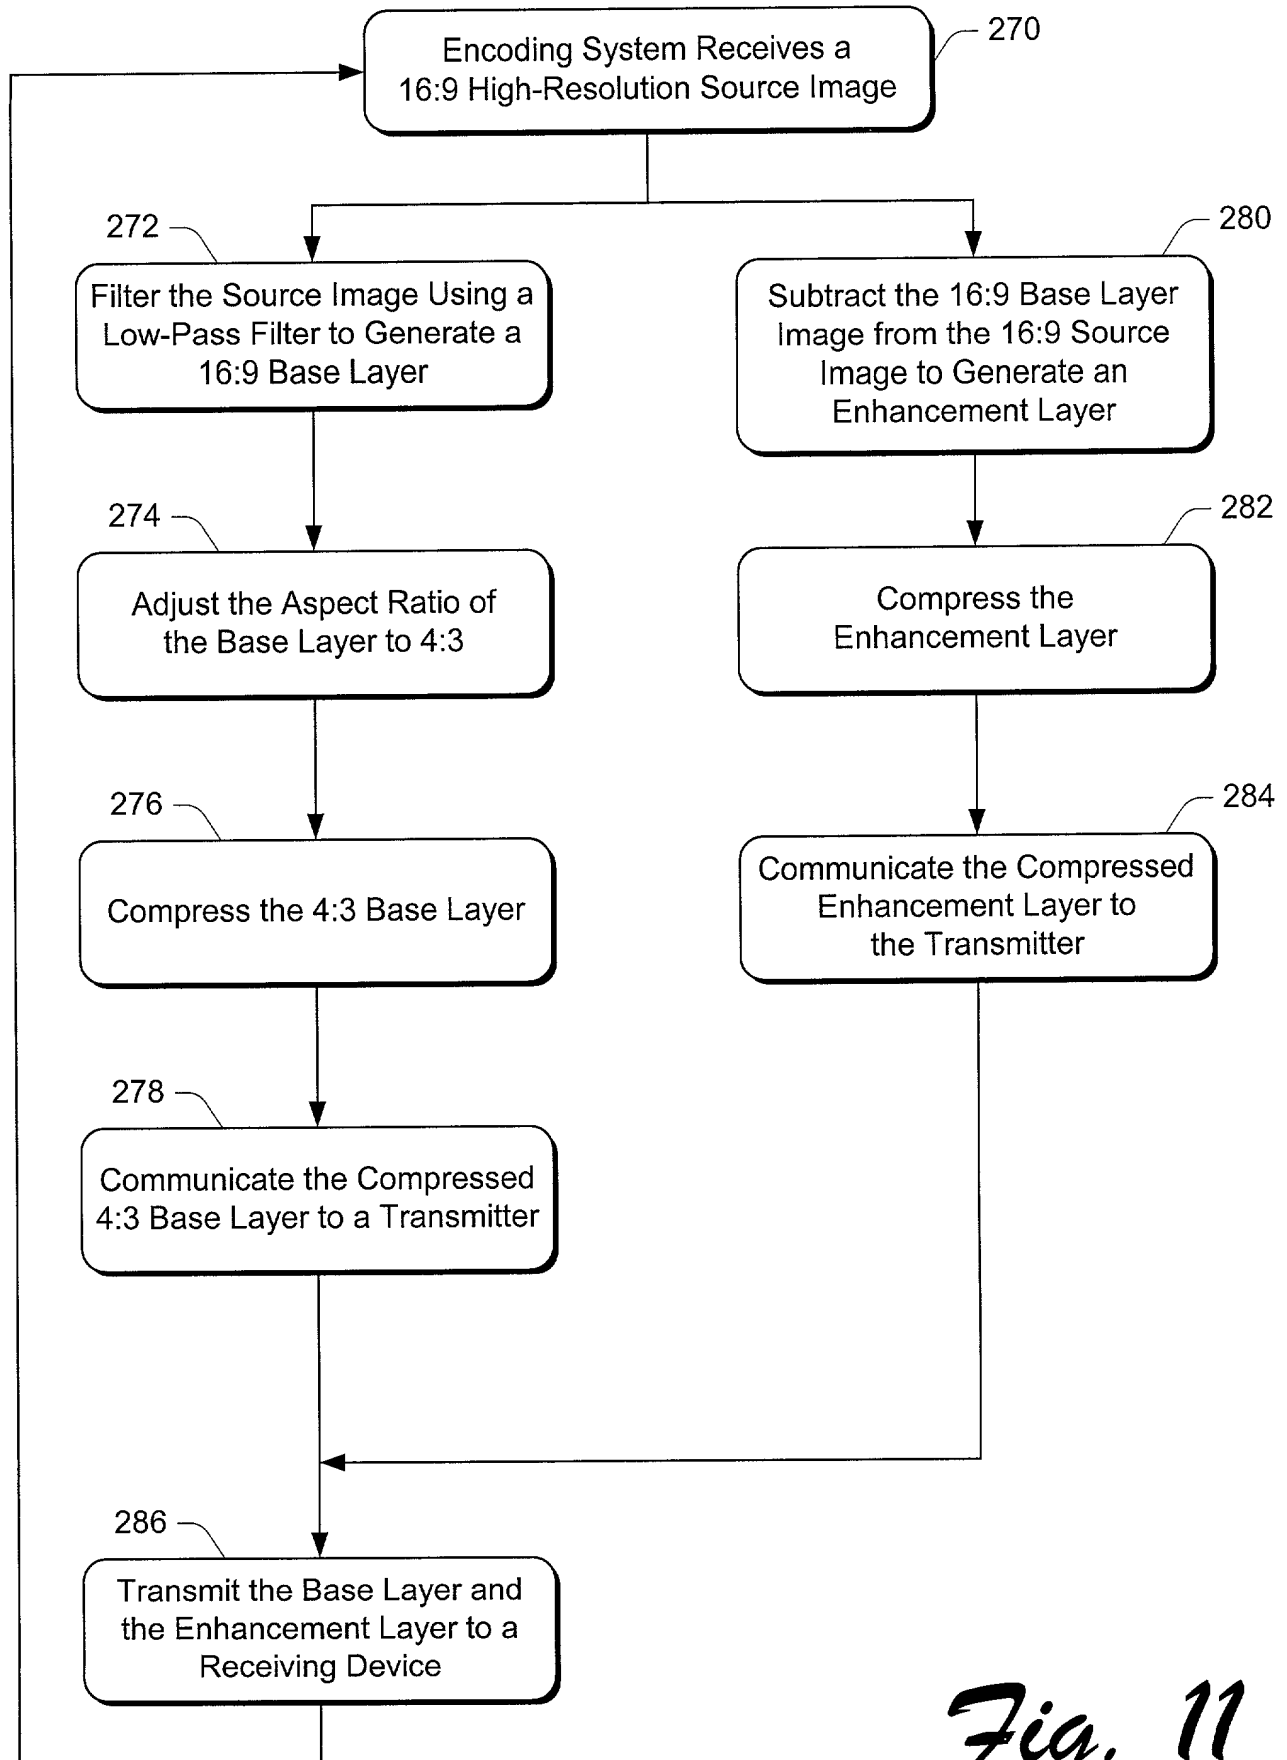 Encoding System Receives a
16:9 High-Resolution Source Image
270
272
Filter the Source Image Using a
Low-Pass Filter to Generate a
16:9 Base Layer
280
Subtract the 16:9 Base Layer
Image from the 16:9 Source
Image to Generate an
Enhancement Layer
274
Adjust the Aspect Ratio of
the Base Layer to 4:3
282
Compress the
Enhancement Layer
276
Compress the 4:3 Base Layer
284
Communicate the Compressed
Enhancement Layer to
the Transmitter
278
Communicate the Compressed
4:3 Base Layer to a Transmitter
286
Transmit the Base Layer and
the Enhancement Layer to a
Receiving Device
Fig. 11